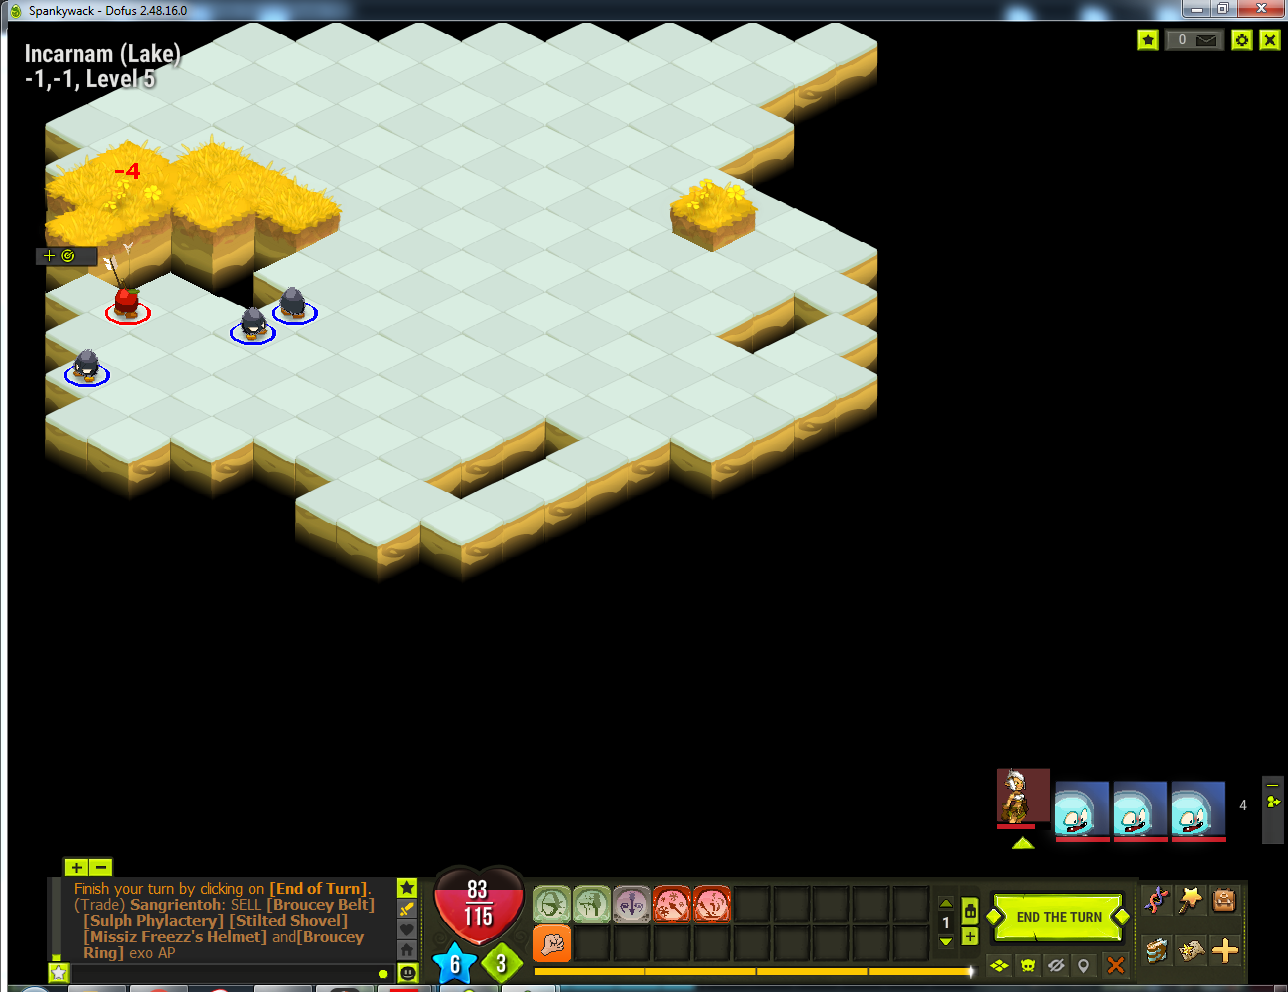 Spankywack - Dofus 2.48.16.0
Incarnam (Lake)
-1,-1, Level 5
0
-4
4
Finish your turn by clicking on [End of Turn].
(Trade) Sangrientoh: SELL [Broucey Belt]
[Sulph Phylactery] [Stilted Shovel]
[Missiz Freezz's Helmet] and[Broucey
Ring] exo AP
83
115
6
3
1
END THE TURN